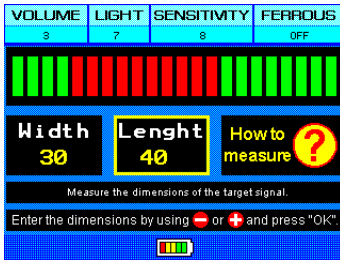 VOLUME LIGHT SENSITIVITY FERROUS
3 7 8 OFF
Width Lenght How to
30 40 measure ?
Measure the dimensions of the target signal.
Enter the dimensions by using - or + and press "OK".